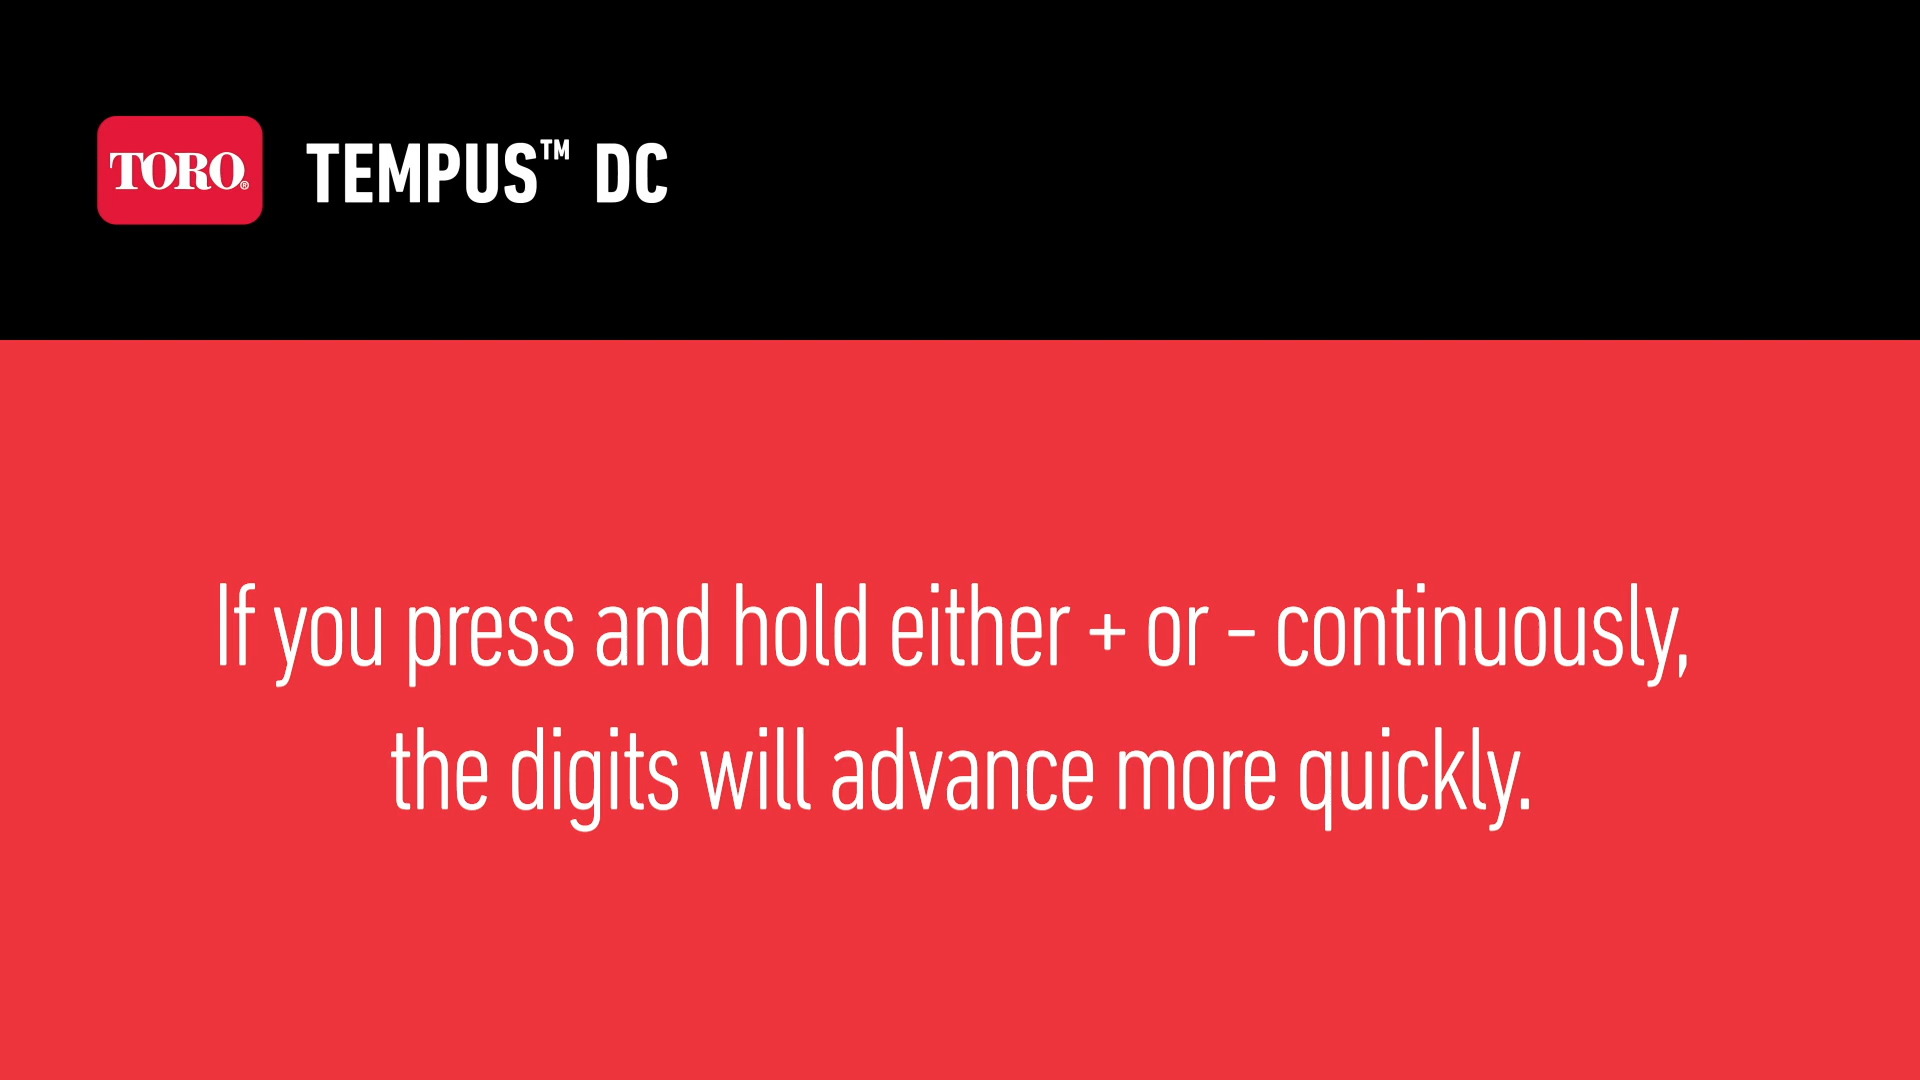 TORO® TEMPUS™ DC
If you press and hold either + or - continuously,
the digits will advance more quickly.